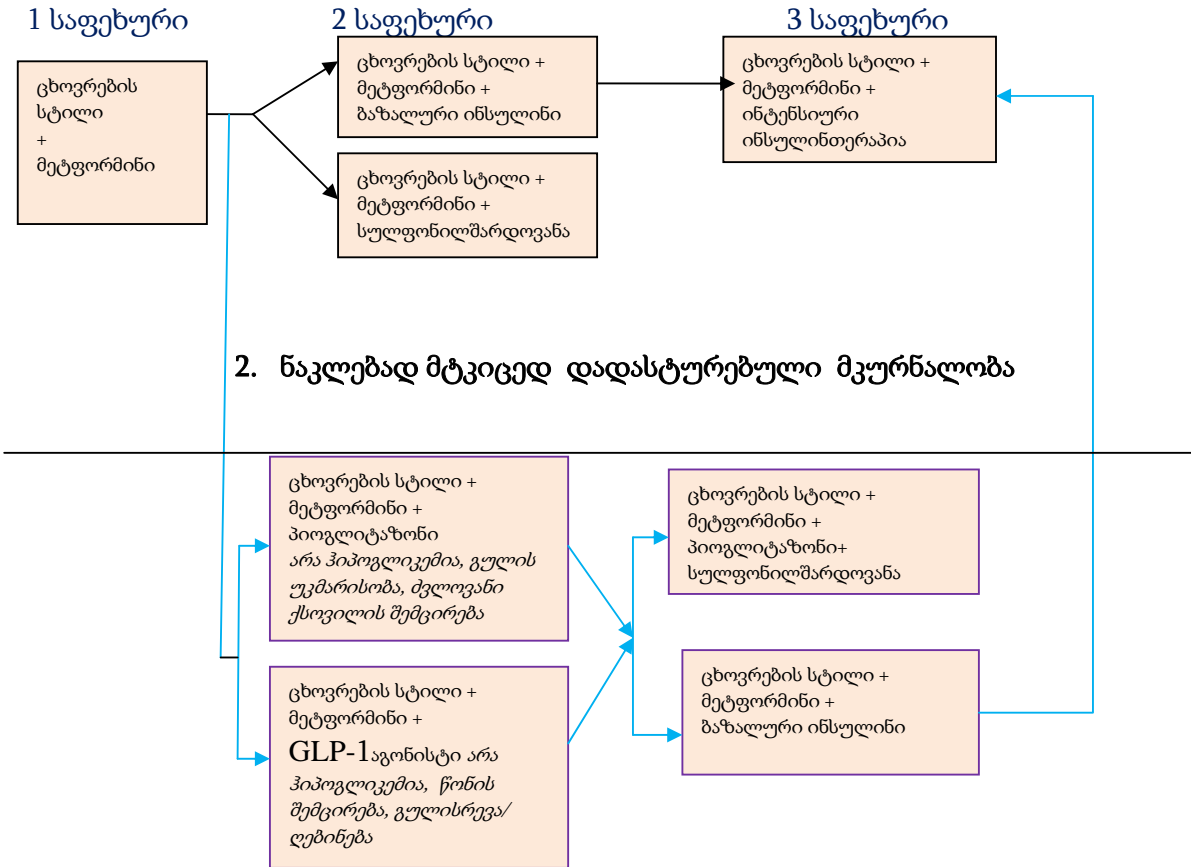 1 საფეხური
2 საფეხური
3 საფეხური
ცხოვრების
სტილი
+
მეტფორმინი
ცხოვრების სტილი +
მეტფორმინი +
ბაზალური ინსულინი
ცხოვრების სტილი +
მეტფორმინი +
სულფონილშარდოვანა
ცხოვრების სტილი +
მეტფორმინი +
ინტენსიური
ინსულინთერაპია
2. ნაკლებად მტკიცედ დადასტურებული მკურნალობა
ცხოვრების სტილი +
მეტფორმინი +
პიოგლიტაზონი
არა ჰიპოგლიკემია, გულის
უკმარისობა, ძვლოვანი
ქსოვილის შემცირება
ცხოვრების სტილი +
მეტფორმინი +
GLP-1აგონისტი არა
ჰიპოგლიკემია, წონის
შემცირება, გულისრევა/
ღებინება
ცხოვრების სტილი +
მეტფორმინი +
პიოგლიტაზონი+
სულფონილშარდოვანა
ცხოვრების სტილი +
მეტფორმინი +
ბაზალური ინსულინი